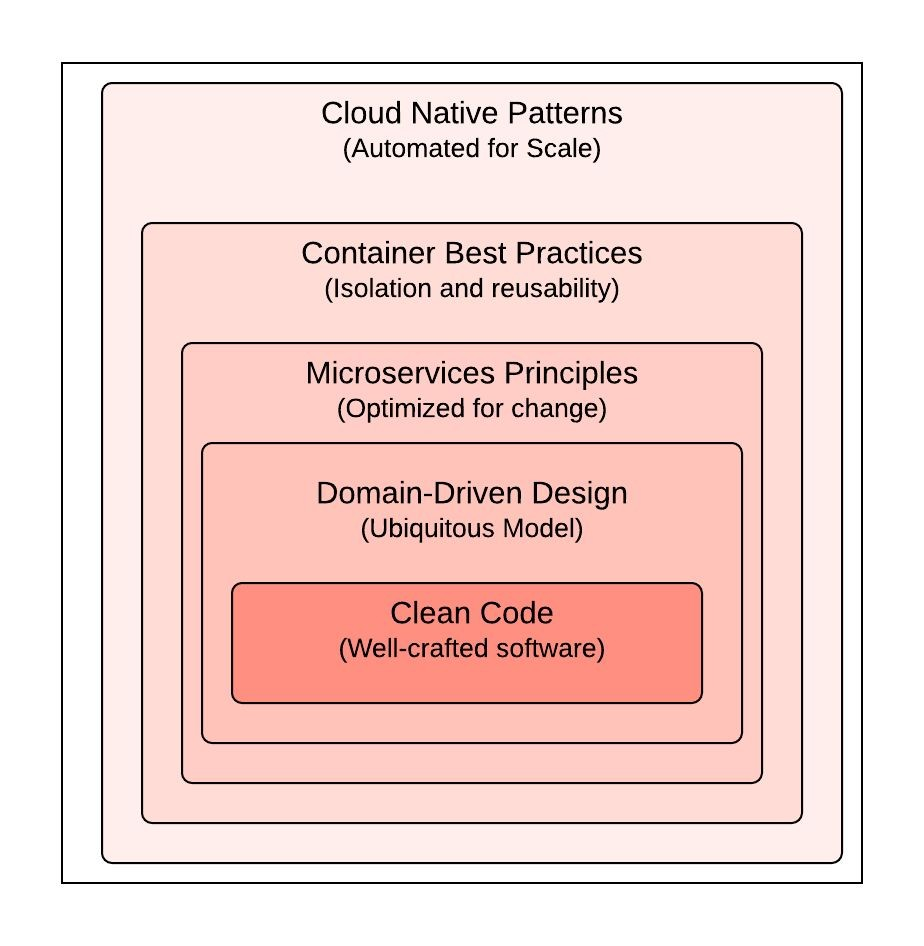 Cloud Native Patterns
(Automated for Scale)
Container Best Practices
(Isolation and reusability)
Microservices Principles
(Optimized for change)
Domain-Driven Design
(Ubiquitous Model)
Clean Code
(Well-crafted software)